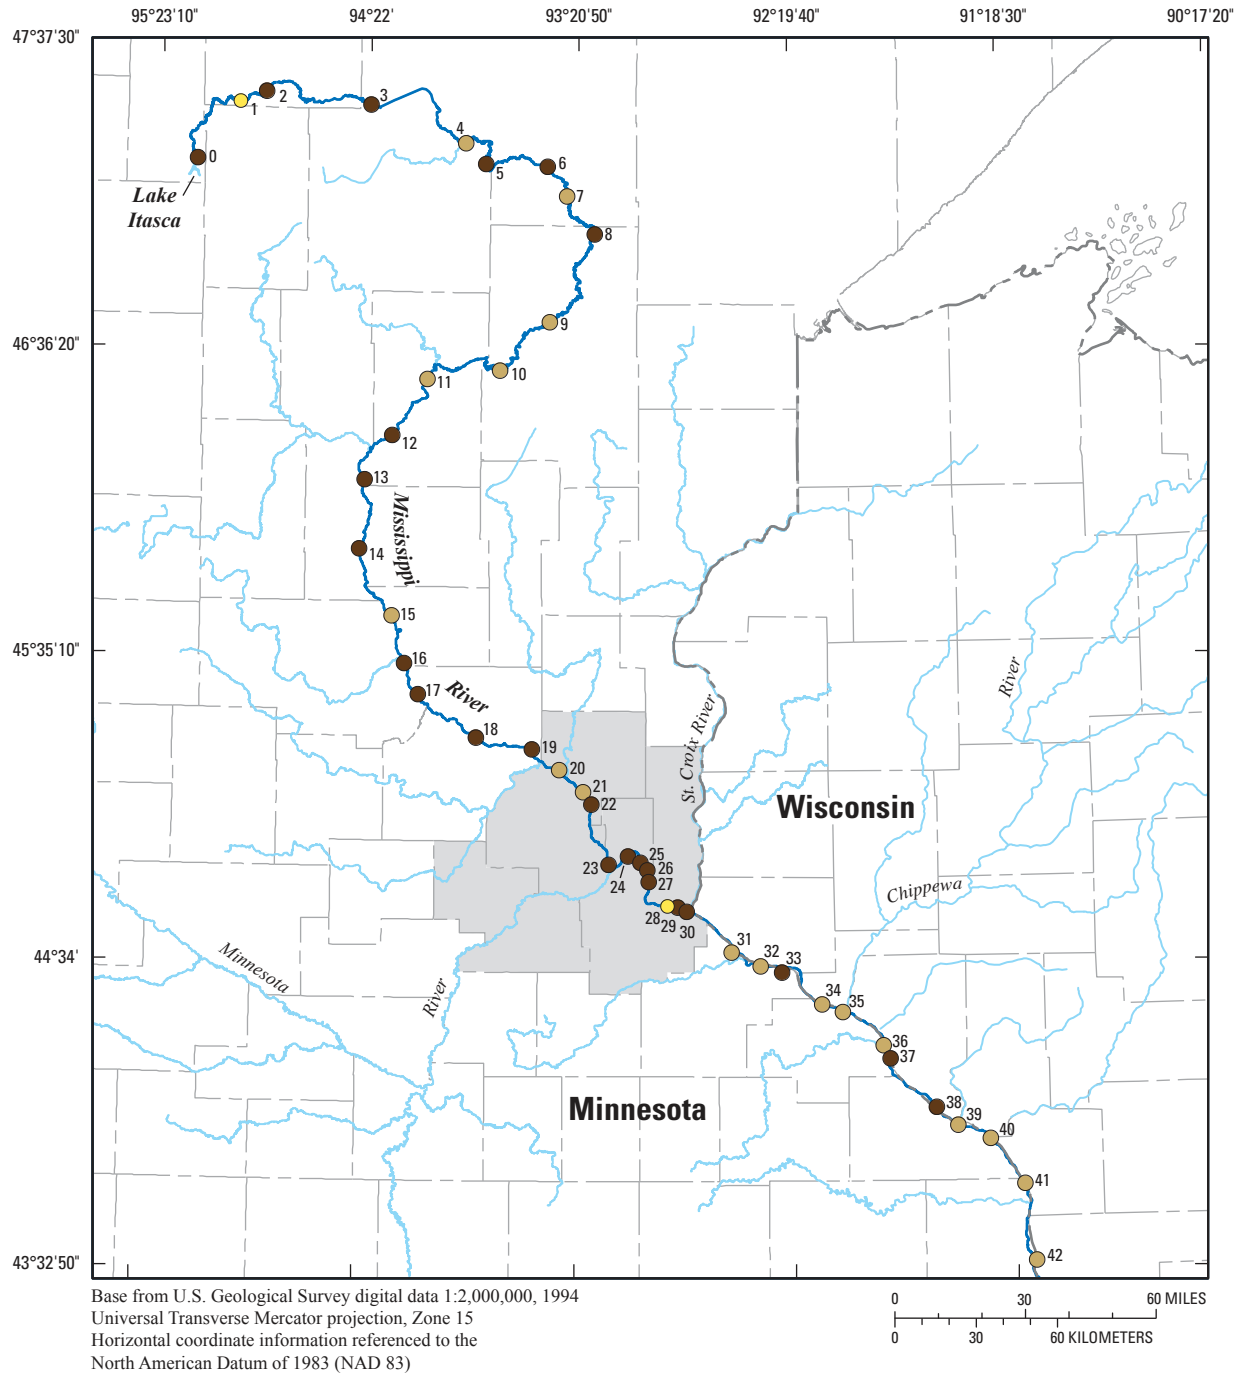 95°23'10" 94°22' 93°20'50" 92°19'40" 91°18'30" 90°17'20"
47°37'30"
46°36'20"
45°35'10"
44°34'
43°32'50"
0
1
2
3
4
5
6
7
8
9
10
11
12
13
14
15
16
17
18
19
20
21
22
23
24
25
26
27
28
29
30
31
32
33
34
35
36
37
38
39
40
41
42
Lake
Itasca
Mississippi
River
St. Croix River
River
Chippewa
Wisconsin
Minnesota
River
Minnesota
Base from U.S. Geological Survey digital data 1:2,000,000, 1994
Universal Transverse Mercator projection, Zone 15
Horizontal coordinate information referenced to the
North American Datum of 1983 (NAD 83)
0 30 60 MILES
0 30 60 KILOMETERS